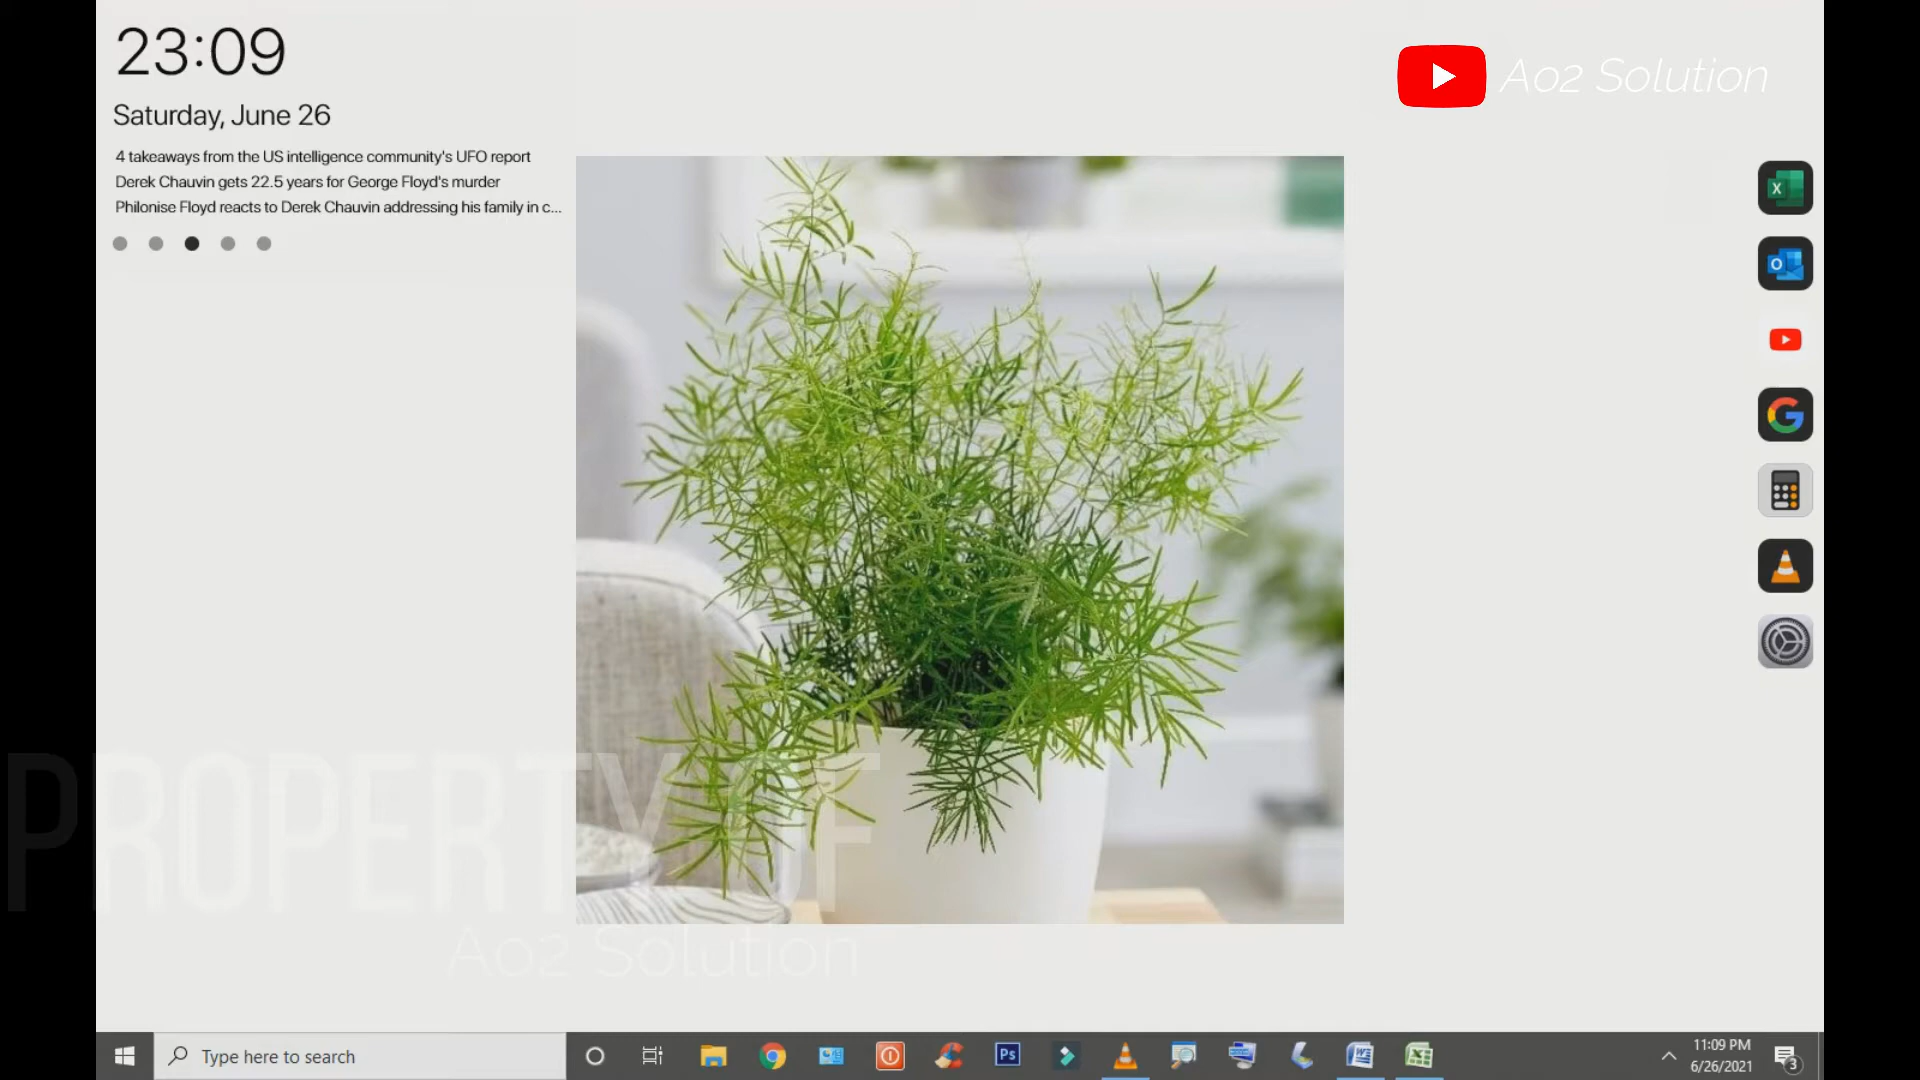 23:09
Ao2 Solution
Saturday, June 26
4 takeaways from the US intelligence community's UFO report
Derek Chauvin gets 22.5 years for George Floyd's murder
Philonise Floyd reacts to Derek Chauvin addressing his family in c...
X
O
PROPERTY OF
Ao2 Solution
Type here to search
Ps
11:09 PM
6/26/2021
3